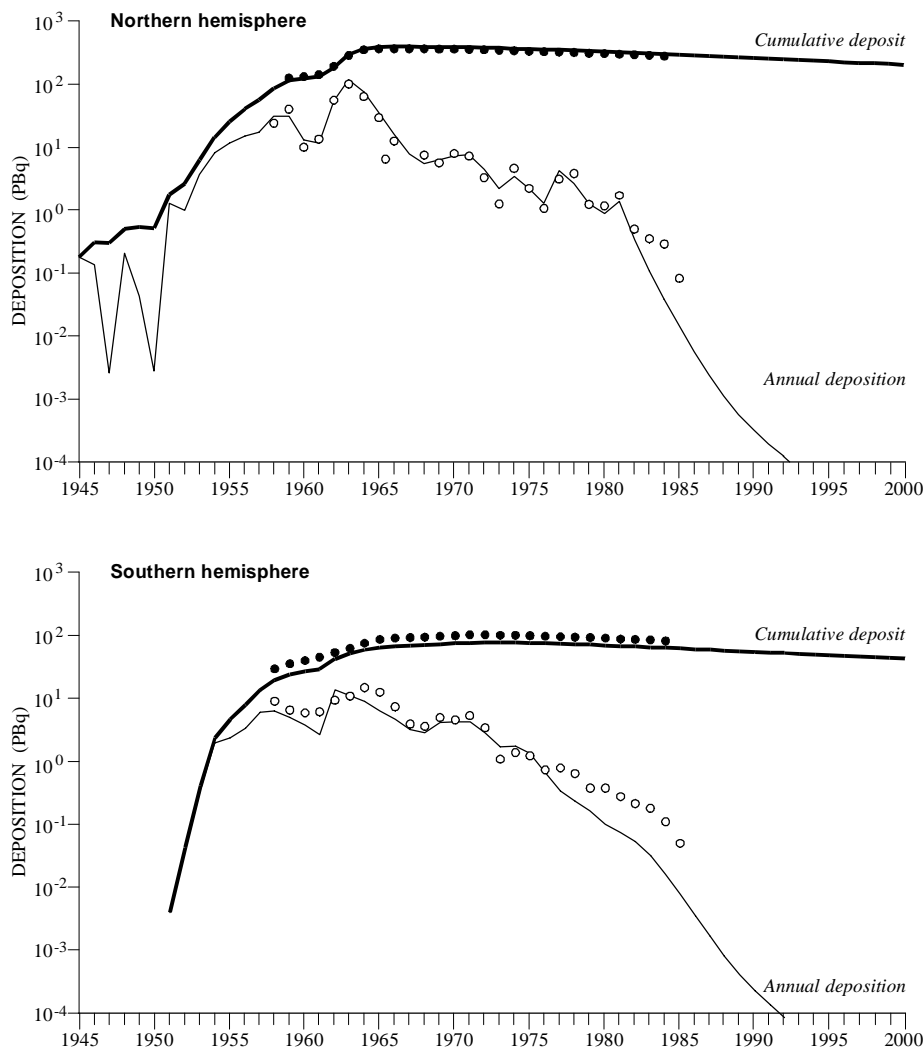 Northern hemisphere
Cumulative deposit
Annual deposition
DEPOSITION (PBq)
10³
10²
10¹
10⁰
10⁻¹
10⁻²
10⁻³
10⁻⁴
1945 1950 1955 1960 1965 1970 1975 1980 1985 1990 1995 2000
Southern hemisphere
Cumulative deposit
Annual deposition
DEPOSITION (PBq)
10³
10²
10¹
10⁰
10⁻¹
10⁻²
10⁻³
10⁻⁴
1945 1950 1955 1960 1965 1970 1975 1980 1985 1990 1995 2000